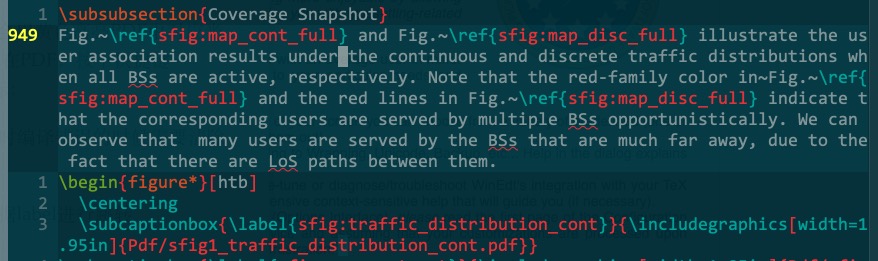 1 \subsubsection{Coverage Snapshot}
949 Fig.~\ref{sfig:map_cont_full} and Fig.~\ref{sfig:map_disc_full} illustrate the us
er association results under the continuous and discrete traffic distributions wh
en all BSs are active, respectively. Note that the red-family color in~Fig.~\ref{
sfig:map_cont_full} and the red lines in Fig.~\ref{sfig:map_disc_full} indicate t
hat the corresponding users are served by multiple BSs opportunistically. We can
observe that  many users are served by the BSs that are much far away, due to the
 fact that there are LoS paths between them.
1 \begin{figure*}[htb]
2 \centering
3 \subcaptionbox{\label{sfig:traffic_distribution_cont}}{\includegraphics[width=1
.95in]{Pdf/sfig1_traffic_distribution_cont.pdf}}